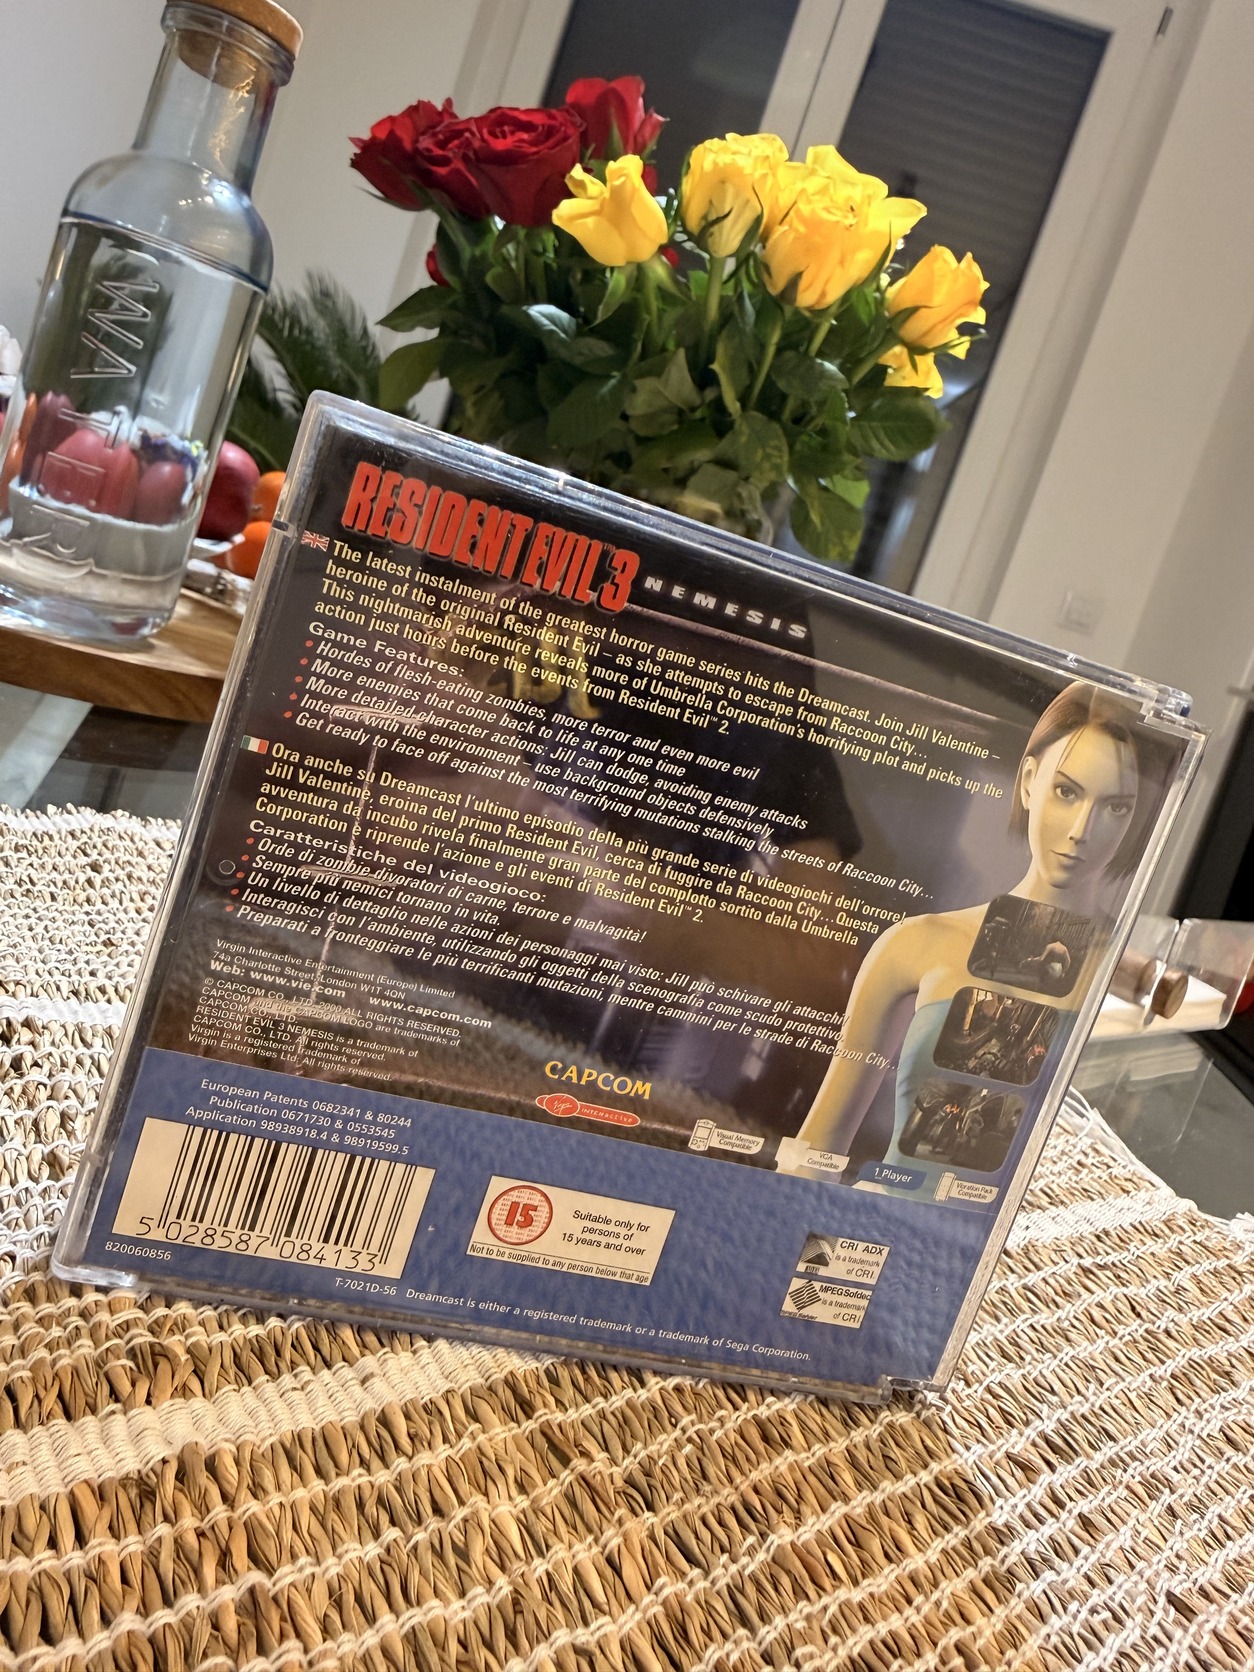 WATER
RESIDENT EVIL™ 3 NEMESIS
The latest instalment of the greatest horror game series hits the Dreamcast. Join Jill Valentine –
heroine of the original Resident Evil – as she attempts to escape from Raccoon City...
This nightmarish adventure reveals more of Umbrella Corporation's horrifying plot and picks up the
action just hours before the events from Resident Evil™ 2.
Game Features:
• Hordes of flesh-eating zombies, more terror and even more evil
• More enemies that come back to life at any one time
• More detailed character actions: Jill can dodge, avoiding enemy attacks
• Interact with the environment – use background objects defensively
• Get ready to face off against the most terrifying mutations stalking the streets of Raccoon City...
Ora anche su Dreamcast l'ultimo episodio della più grande serie di videogiochi dell'orrore!
Jill Valentine, eroina del primo Resident Evil, cerca di fuggire da Raccoon City...Questa
avventura da incubo rivela finalmente gran parte del complotto sortito dalla Umbrella
Corporation e riprende l'azione e gli eventi di Resident Evil™ 2.
Caratteristiche del videogioco:
• Orde di zombie divoratori di carne, terrore e malvagità!
• Sempre più nemici tornano in vita.
• Un livello di dettaglio nelle azioni dei personaggi mai visto: Jill può schivare gli attacchi!
• Interagisci con l'ambiente, utilizzando gli oggetti della scenografia come scudo protettivo.
• Preparati a fronteggiare le più terrificanti mutazioni, mentre cammini per le strade di Raccoon City...
Virgin Interactive Entertainment (Europe) Limited
74a Charlotte Street, London W1T 4QN
Web: www.vie.com www.capcom.com
© CAPCOM CO., LTD. 2000 ALL RIGHTS RESERVED.
CAPCOM and the CAPCOM LOGO are trademarks of
CAPCOM CO., LTD.
RESIDENT EVIL 3 NEMESIS is a trademark of
CAPCOM CO., LTD. All rights reserved.
Virgin is a registered trademark of
Virgin Enterprises Ltd. All rights reserved.
CAPCOM
Virgin INTERACTIVE
Visual Memory
Compatible
VGA
Compatible
1 Player
Vibration Pack
Compatible
European Patents 0682341 & 80244
Publication 0671730 & 0553545
Application 98938918.4 & 98919599.5
5 028587 084133
820060856
15
Suitable only for
persons of
15 years and over
Not to be supplied to any person below that age
CRI ADX
is a trademark
of CRI
MPEGSofdec
is a trademark
of CRI
T-7021D-56 Dreamcast is either a registered trademark or a trademark of Sega Corporation.